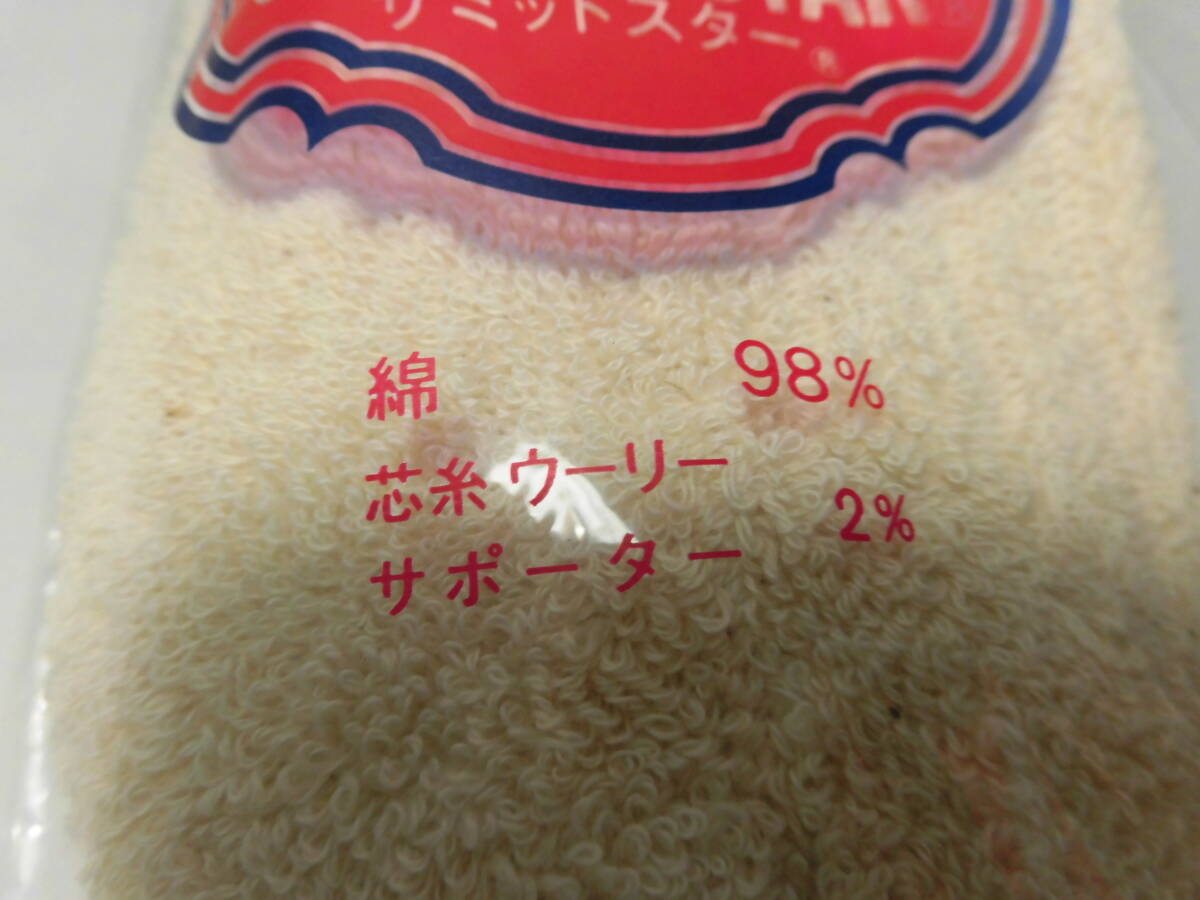 リミットスター®
綿 98%
芯糸ウーリー
サポーター 2%